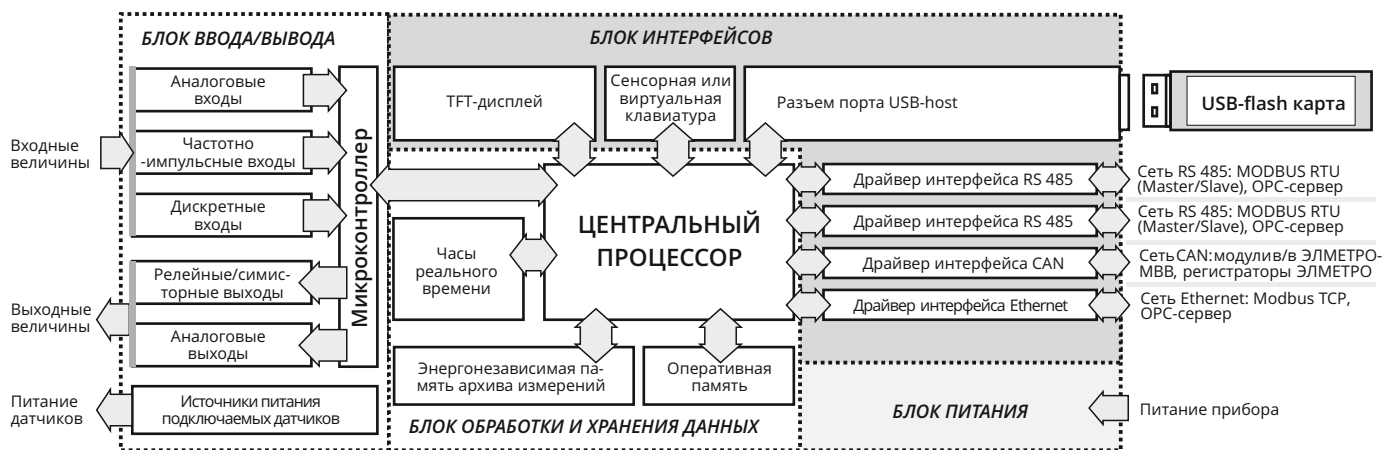 БЛОК ВВОДА/ВЫВОДА
БЛОК ИНТЕРФЕЙСОВ
Аналоговые
входы
Частотно
-импульсные входы
Дискретные
входы
Релейные/симис-
торные выходы
Аналоговые
выходы
Источники питания
подключаемых датчиков
Входные
величины
Выходные
величины
Питание
датчиков
Микроконтроллер
TFT-дисплей
Сенсорная или
виртуальная
клавиатура
Разъем порта USB-host
USB-flash карта
ЦЕНТРАЛЬНЫЙ
ПРОЦЕССОР
Часы
реального
времени
Энергонезависимая па-
мять архива измерений
Оперативная
память
БЛОК ОБРАБОТКИ И ХРАНЕНИЯ ДАННЫХ
Драйвер интерфейса RS 485
Драйвер интерфейса RS 485
Драйвер интерфейса CAN
Драйвер интерфейса Ethernet
Сеть RS 485: MODBUS RTU
(Master/Slave), OPC-сервер
Сеть RS 485: MODBUS RTU
(Master/Slave), OPC-сервер
Сеть CAN: модули в/в ЭЛМЕТРО-
МВВ, регистраторы ЭЛМЕТРО
Сеть Ethernet: Modbus TCP,
OPC-сервер
БЛОК ПИТАНИЯ
Питание прибора